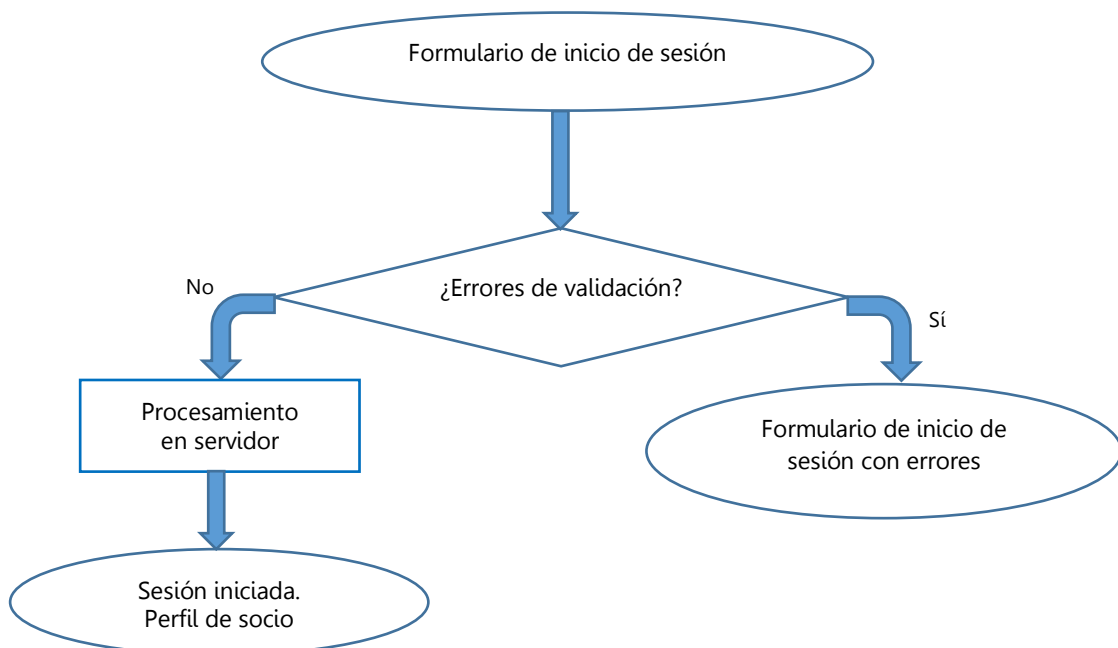 Formulario de inicio de sesión
¿Errores de validación?
No
Sí
Procesamiento
en servidor
Formulario de inicio de
sesión con errores
Sesión iniciada.
Perfil de socio